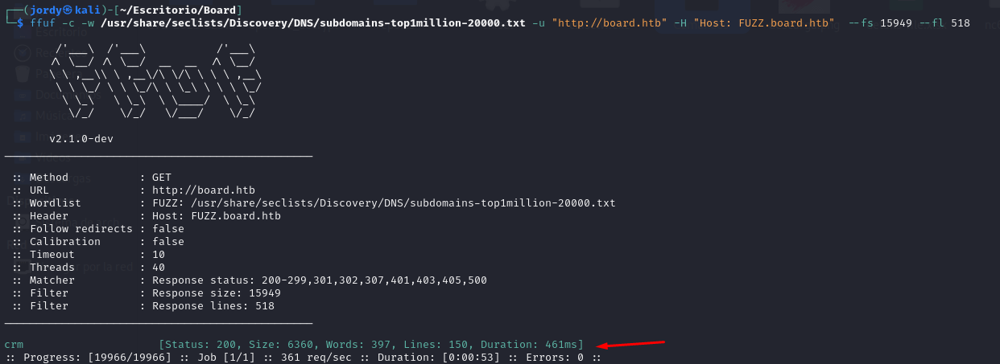 ┌──(jordy㉿kali)-[~/Escritorio/Board]
└─$ ffuf -c -w /usr/share/seclists/Discovery/DNS/subdomains-top1million-20000.txt -u "http://board.htb" -H "Host: FUZZ.board.htb"  --fs 15949 --fl 518

        /'___\  /'___\           /'___\
       /\ \__/ /\ \__/  __  __  /\ \__/
       \ \ ,__\\ \ ,__\/\ \/\ \ \ \ ,__\
        \ \ \_/ \ \ \_/\ \ \_\ \ \ \ \_/
         \ \_\   \ \_\  \ \____/  \ \_\
          \/_/    \/_/   \/___/    \/_/

       v2.1.0-dev
________________________________________________

 :: Method           : GET
 :: URL              : http://board.htb
 :: Wordlist         : FUZZ: /usr/share/seclists/Discovery/DNS/subdomains-top1million-20000.txt
 :: Header           : Host: FUZZ.board.htb
 :: Follow redirects : false
 :: Calibration      : false
 :: Timeout          : 10
 :: Threads          : 40
 :: Matcher          : Response status: 200-299,301,302,307,401,403,405,500
 :: Filter           : Response size: 15949
 :: Filter           : Response lines: 518
________________________________________________

crm                     [Status: 200, Size: 6360, Words: 397, Lines: 150, Duration: 461ms]
:: Progress: [19966/19966] :: Job [1/1] :: 361 req/sec :: Duration: [0:00:53] :: Errors: 0 ::